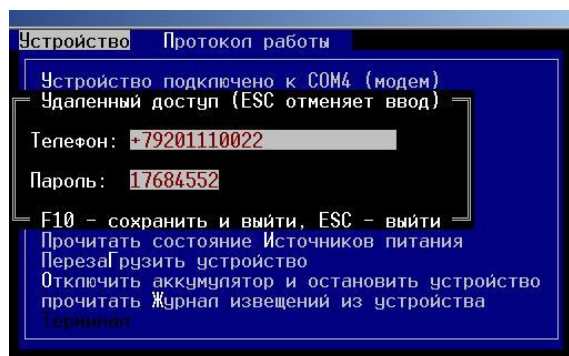 Устройство Протокол работы
Устройство подключено к COM4 (модем)
Удаленный доступ (ESC отменяет ввод)
Телефон: +79201110022
Пароль: 17684552
F10 - сохранить и выйти, ESC - выйти
Прочитать состояние Источников питания
ПерезаГрузить устройство
Отключить аккумулятор и остановить устройство
прочитать Журнал извещений из устройства
Терминал